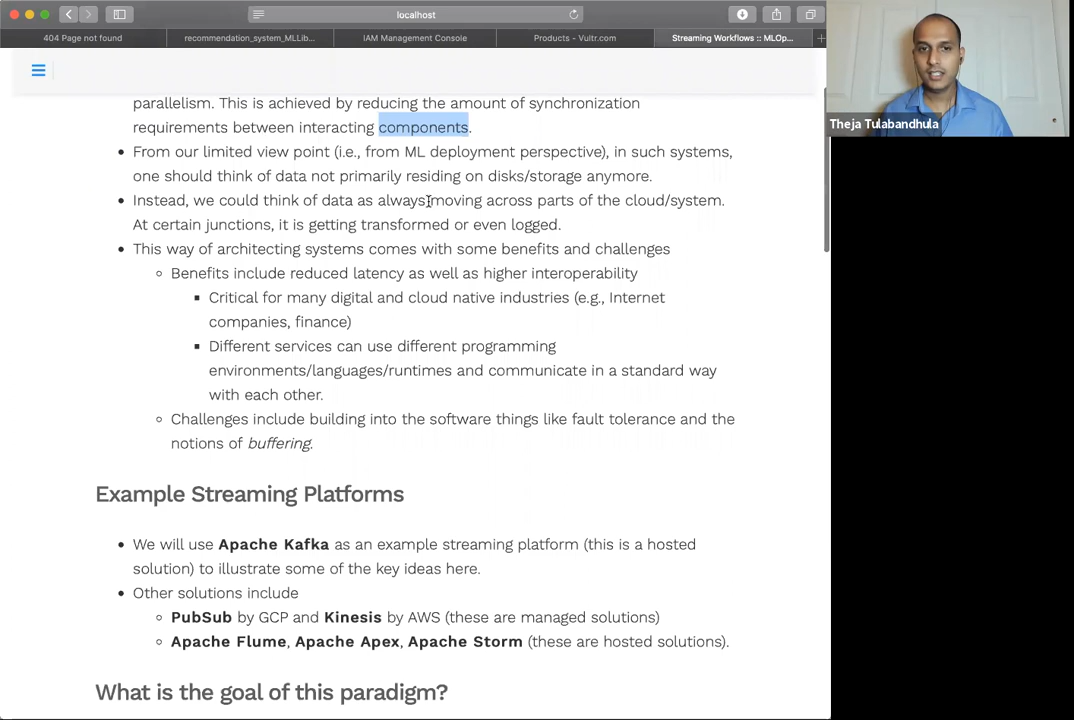 localhost
404 Page not found
recommendation_system_MLLib...
IAM Management Console
Products - Vultr.com
Streaming Workflows :: MLOp...
parallelism. This is achieved by reducing the amount of synchronization
requirements between interacting components.
Theja Tulabandhula
• From our limited view point (i.e., from ML deployment perspective), in such systems,
one should think of data not primarily residing on disks/storage anymore.
• Instead, we could think of data as always moving across parts of the cloud/system.
At certain junctions, it is getting transformed or even logged.
• This way of architecting systems comes with some benefits and challenges
◦ Benefits include reduced latency as well as higher interoperability
▪ Critical for many digital and cloud native industries (e.g., Internet
companies, finance)
▪ Different services can use different programming
environments/languages/runtimes and communicate in a standard way
with each other.
◦ Challenges include building into the software things like fault tolerance and the
notions of buffering.
Example Streaming Platforms
• We will use Apache Kafka as an example streaming platform (this is a hosted
solution) to illustrate some of the key ideas here.
• Other solutions include
◦ PubSub by GCP and Kinesis by AWS (these are managed solutions)
◦ Apache Flume, Apache Apex, Apache Storm (these are hosted solutions).
What is the goal of this paradigm?